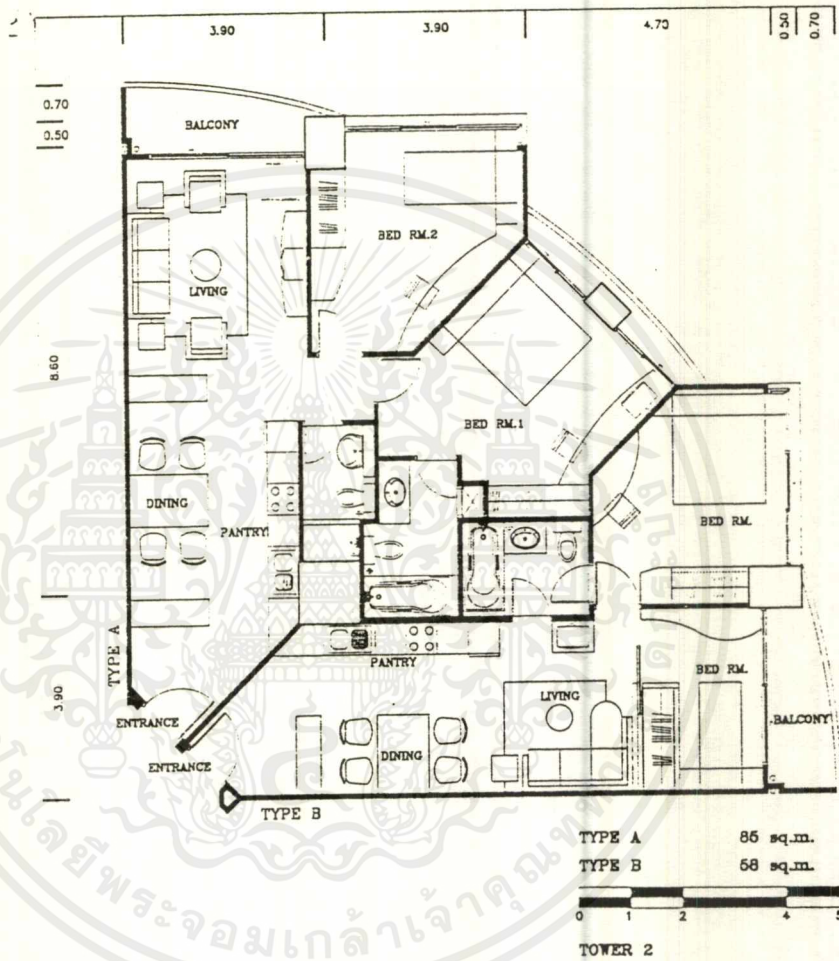 3.90
3.90
4.70
0.50
0.70
0.70
0.50
BALCONY
BED RM.2
LIVING
8.60
BED RM.1
DINING
PANTRY
BED RM.
TYPE A
3.90
PANTRY
BED RM.
LIVING
ENTRANCE
BALCONY
ENTRANCE
DINING
TYPE B
TYPE A 85 sq.m.
TYPE B 58 sq.m.
0 1 2 4 5
TOWER 2